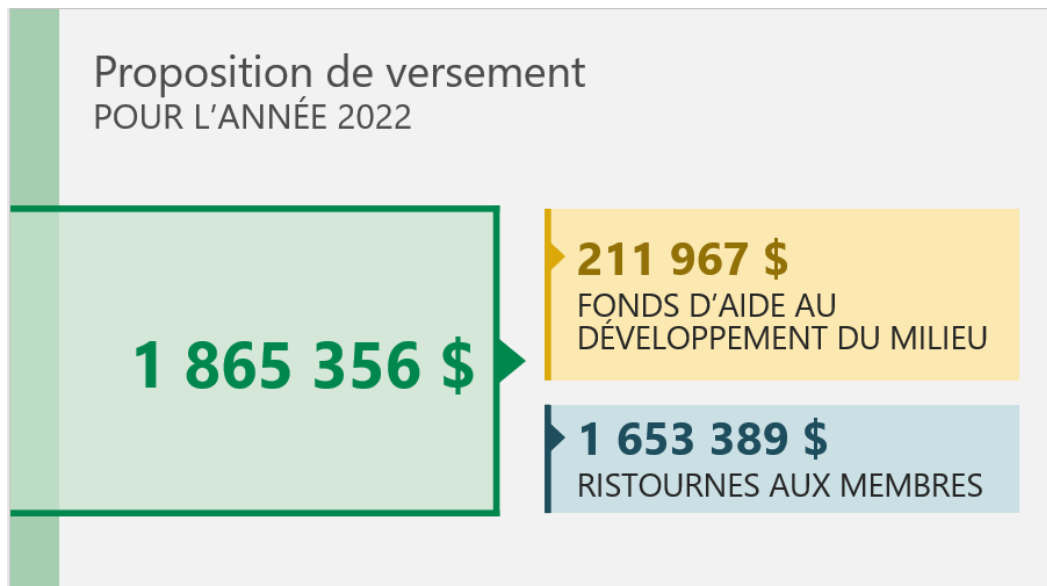 Proposition de versement
POUR L'ANNÉE 2022
1 865 356 $
211 967 $
FONDS D'AIDE AU
DÉVELOPPEMENT DU MILIEU
1 653 389 $
RISTOURNES AUX MEMBRES